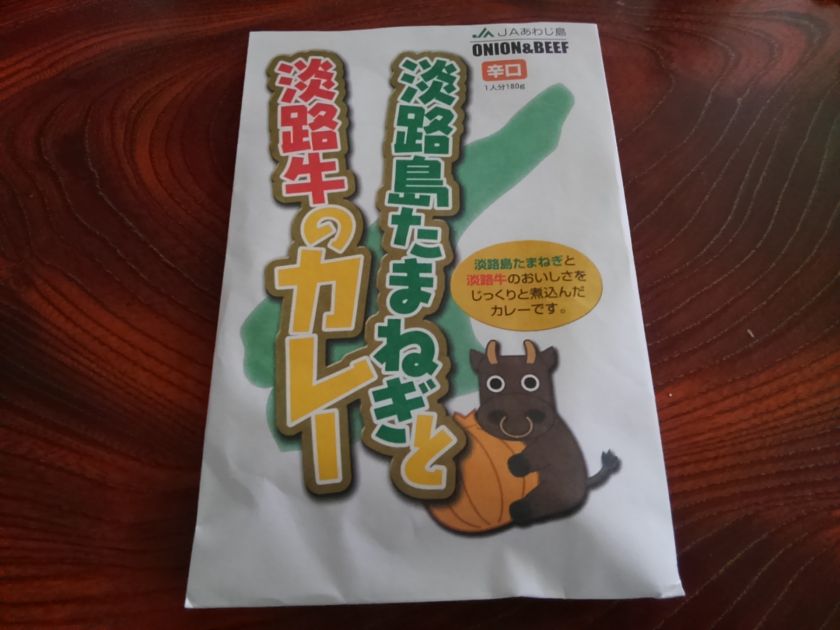 JA JAあわじ島
ONION&BEEF
辛口
1人分180g
淡路島たまねぎと
淡路牛のカレー
淡路島たまねぎと
淡路牛のおいしさを
じっくりと煮込んだ
カレーです。